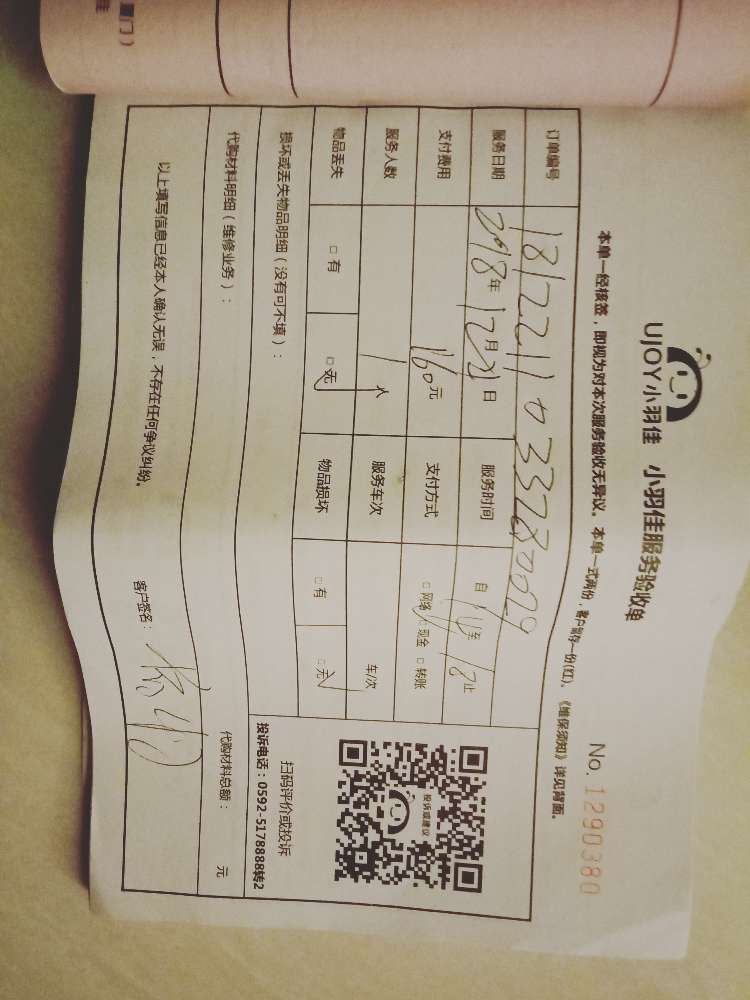 UJOY小羽佳 小羽佳服务验收单
No. 1290380
本单一经核签，即视为对本次服务验收无异议。本单一式两份，客户留存一份(红)。《维保须知》详见背面。
订单编号
服务日期 2018年12月21日 服务时间 自 14至18止
支付费用 160元 支付方式 □网络 □现金 □转账
服务人数 1人 服务车次 车/次
物品丢失 □有 □无 物品损坏 □有 □无
损坏或丢失物品明细（没有可不填）：
投诉或建议
扫码评价或投诉
投诉电话：0592-5178888转2
代购材料明细（维修业务）： 代购材料总额： 元
以上填写信息已经本人确认无误，不存在任何争议纠纷。 客户签名：